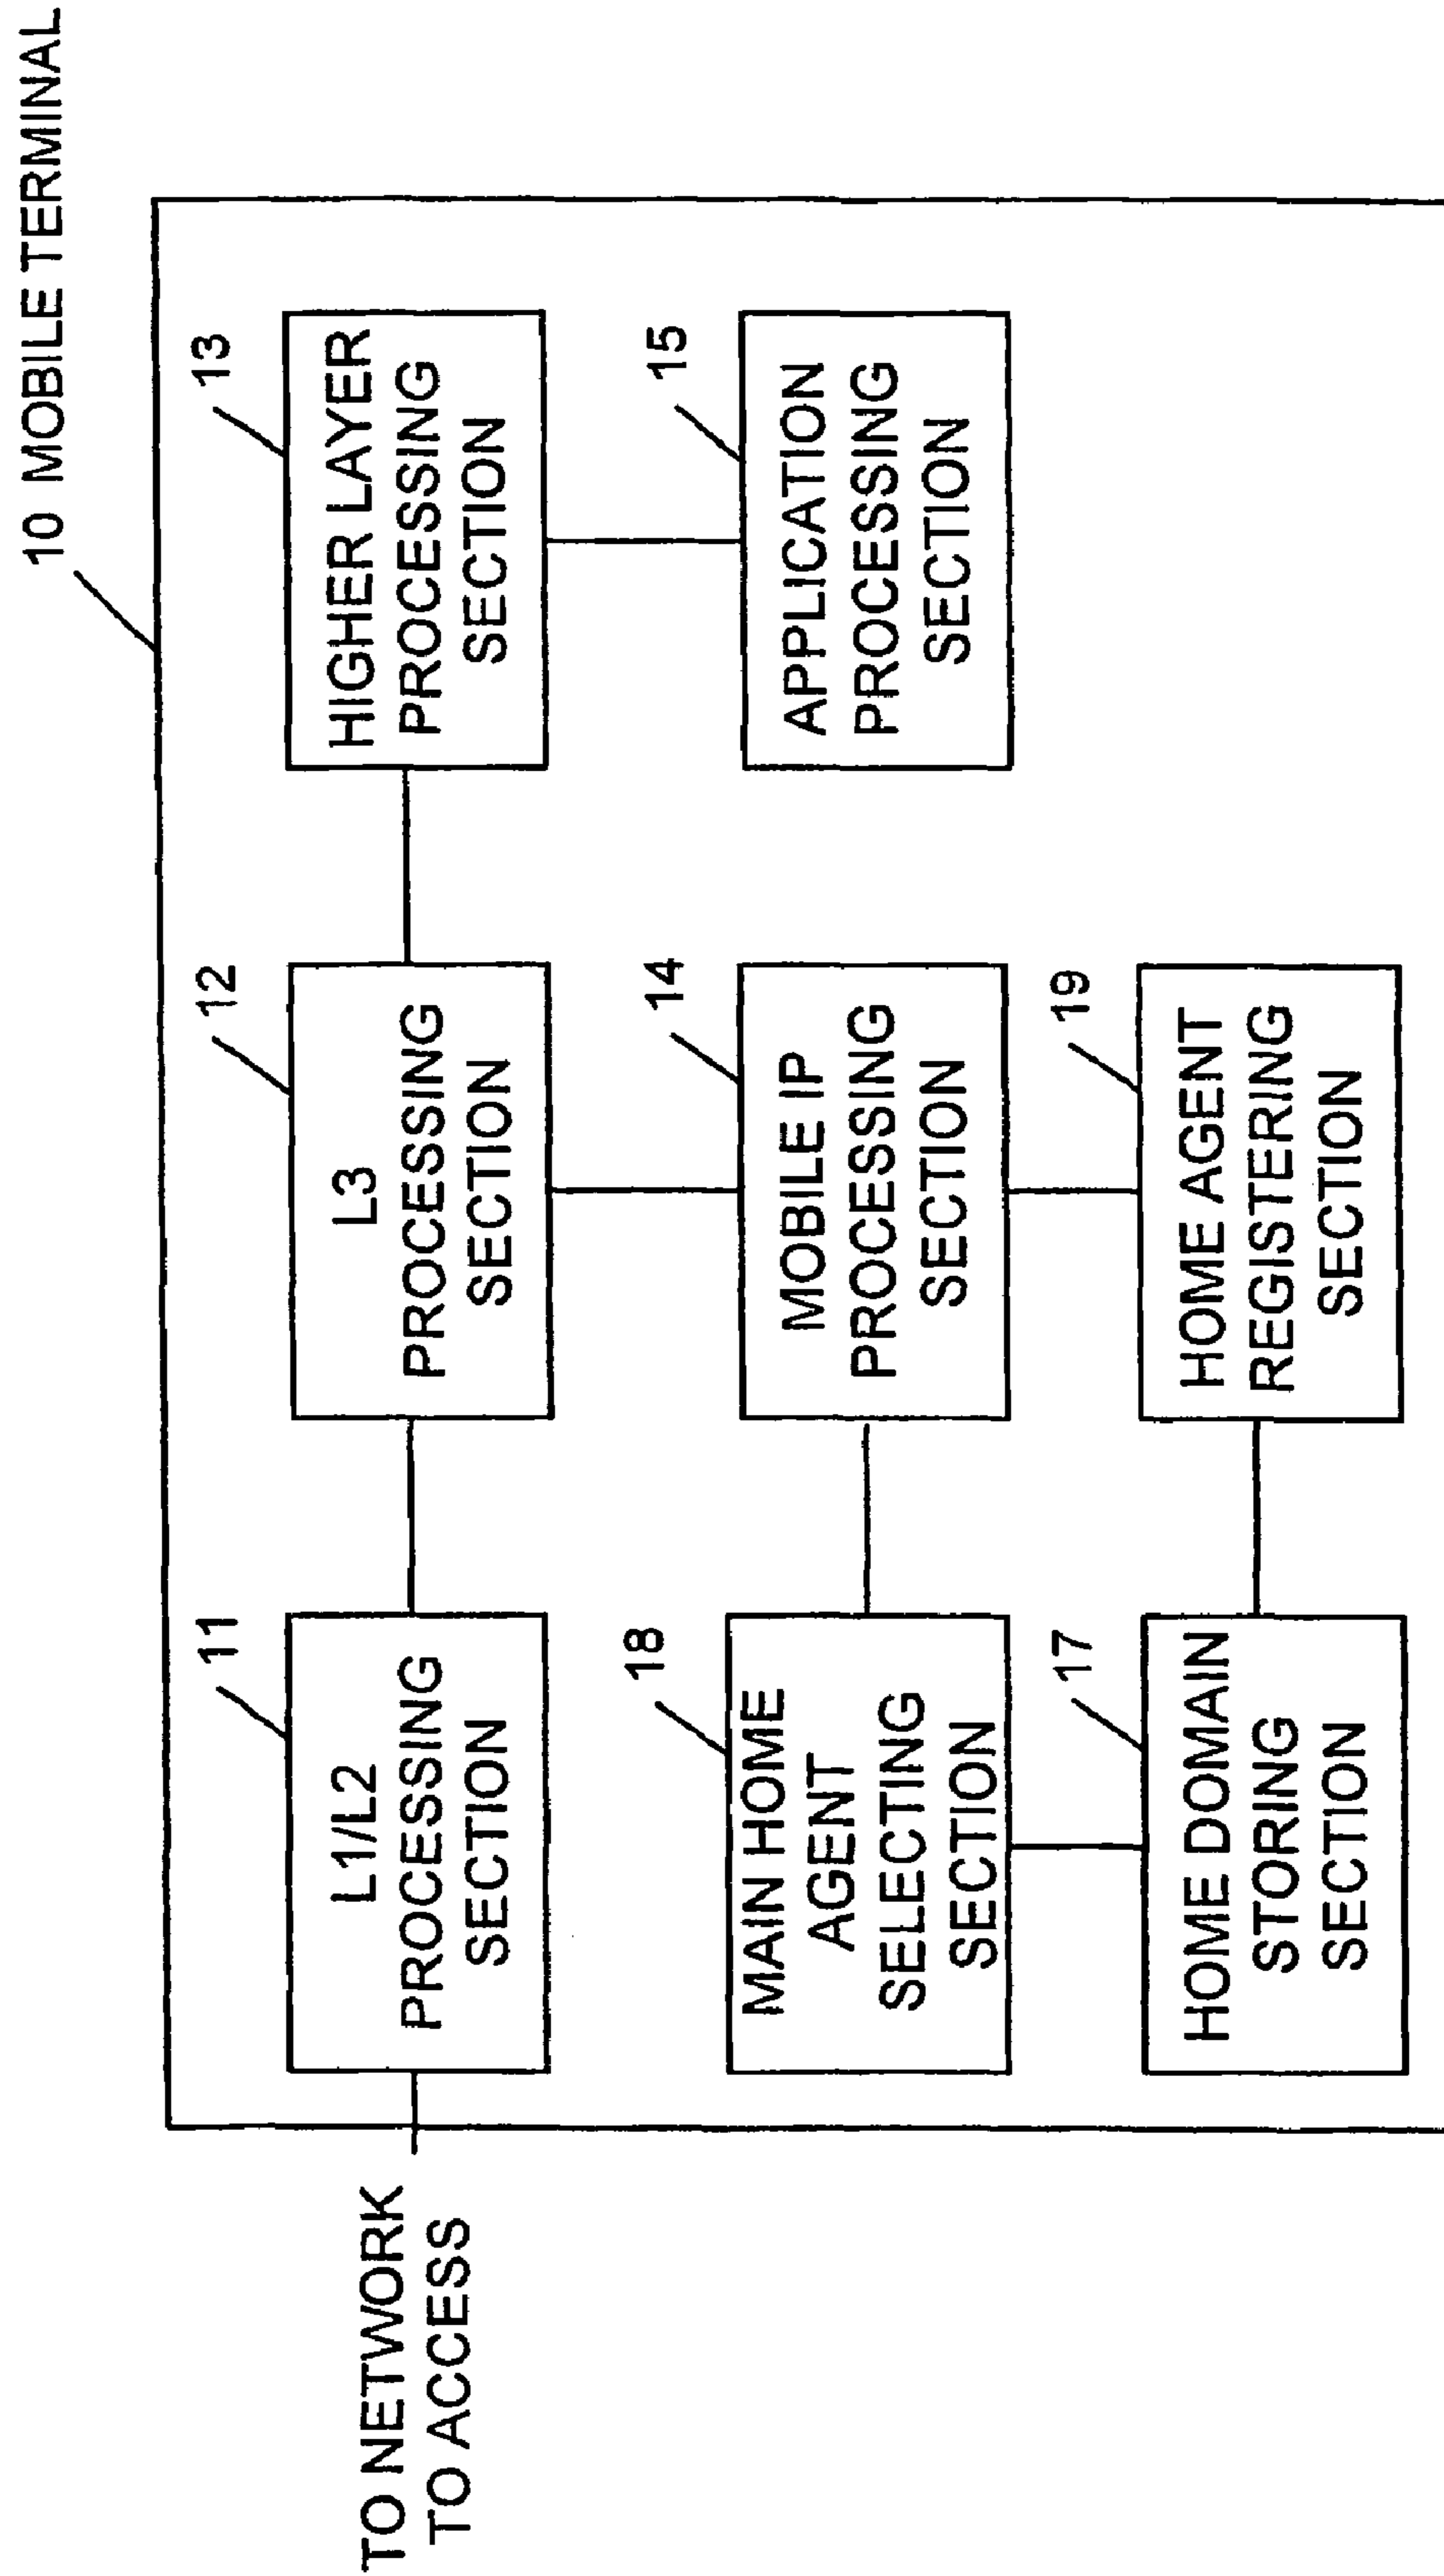 10 MOBILE TERMINAL
TO NETWORK
TO ACCESS
11
L1/L2
PROCESSING
SECTION
12
L3
PROCESSING
SECTION
13
HIGHER LAYER
PROCESSING
SECTION
18
MAIN HOME
AGENT
SELECTING
SECTION
14
MOBILE IP
PROCESSING
SECTION
15
APPLICATION
PROCESSING
SECTION
17
HOME DOMAIN
STORING
SECTION
19
HOME AGENT
REGISTERING
SECTION